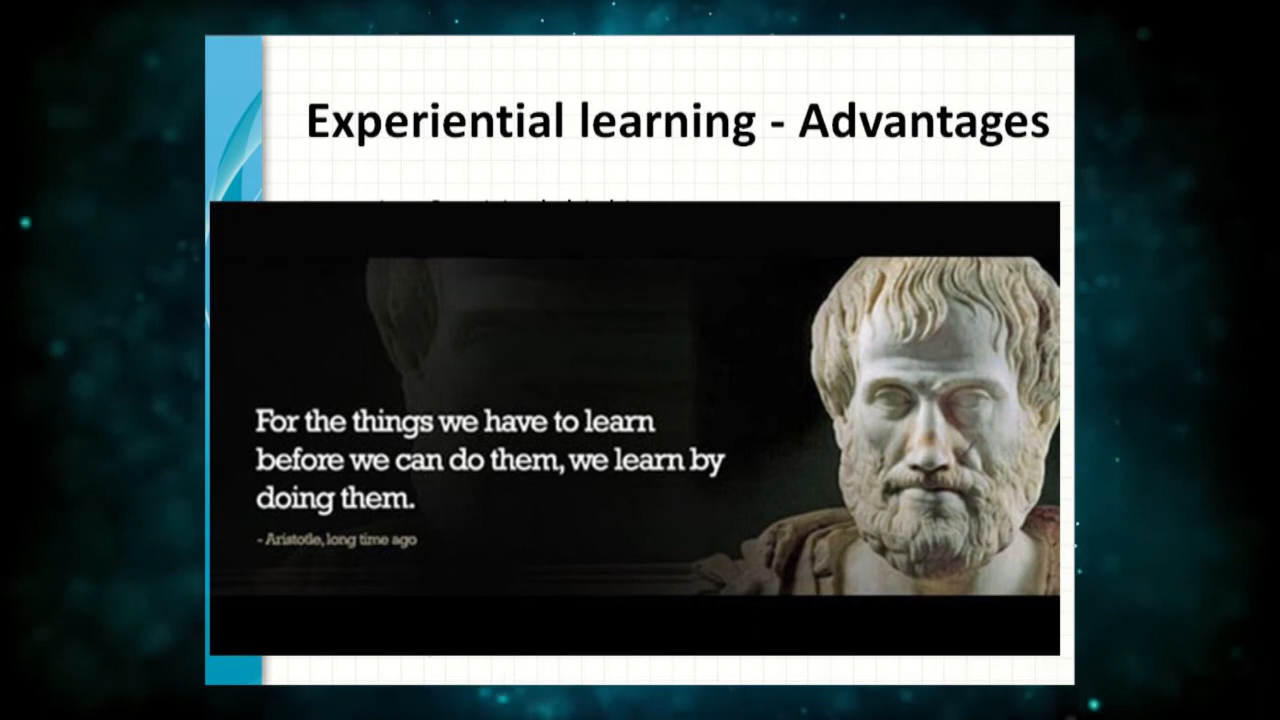 Experiential learning - Advantages
For the things we have to learn
before we can do them, we learn by
doing them.
- Aristotle, long time ago